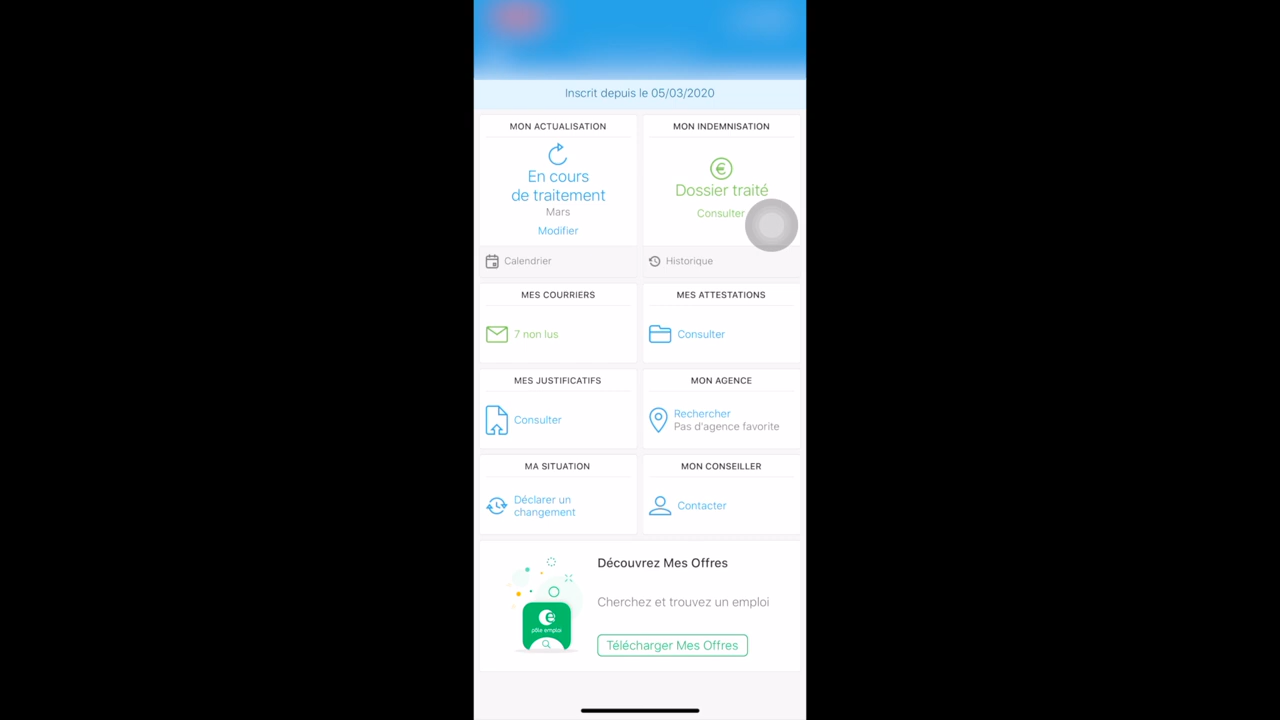 Inscrit depuis le 05/03/2020
MON ACTUALISATION
En cours
de traitement
Mars
Modifier
Calendrier
MON INDEMNISATION
Dossier traité
Consulter
Historique
MES COURRIERS
7 non lus
MES ATTESTATIONS
Consulter
MES JUSTIFICATIFS
Consulter
MON AGENCE
Rechercher
Pas d'agence favorite
MA SITUATION
Déclarer un
changement
MON CONSEILLER
Contacter
pôle emploi
Découvrez Mes Offres
Cherchez et trouvez un emploi
Télécharger Mes Offres